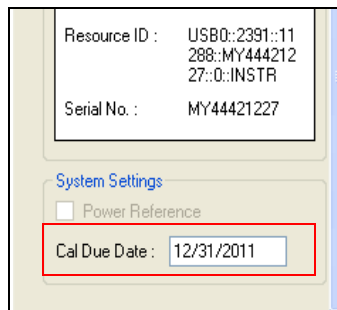 Resource ID :
USB0::2391::11
288::MY444212
27::0::INSTR
Serial No. :
MY44421227
System Settings
Power Reference
Cal Due Date :
12/31/2011